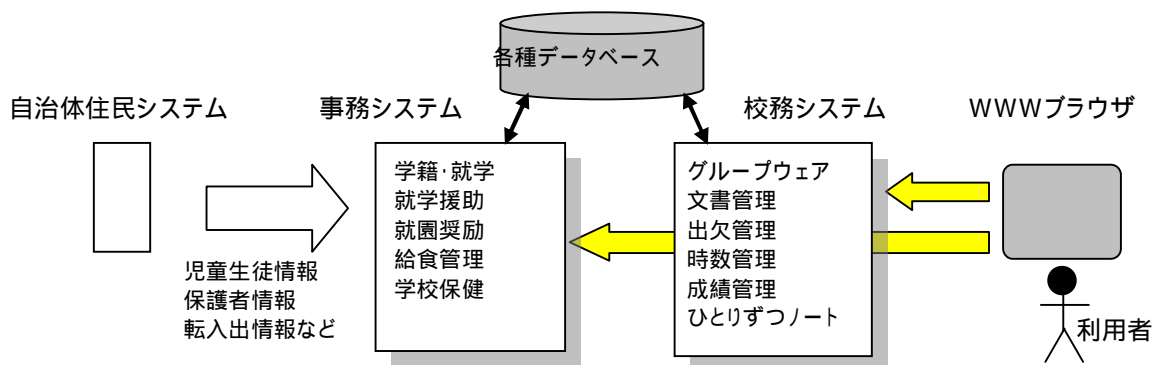 各種データベース
自治体住民システム
事務システム
校務システム
WWWブラウザ
児童生徒情報
保護者情報
転入出情報など
学籍・就学
就学援助
就園奨励
給食管理
学校保健
グループウェア
文書管理
出欠管理
時数管理
成績管理
ひとりずつノート
利用者